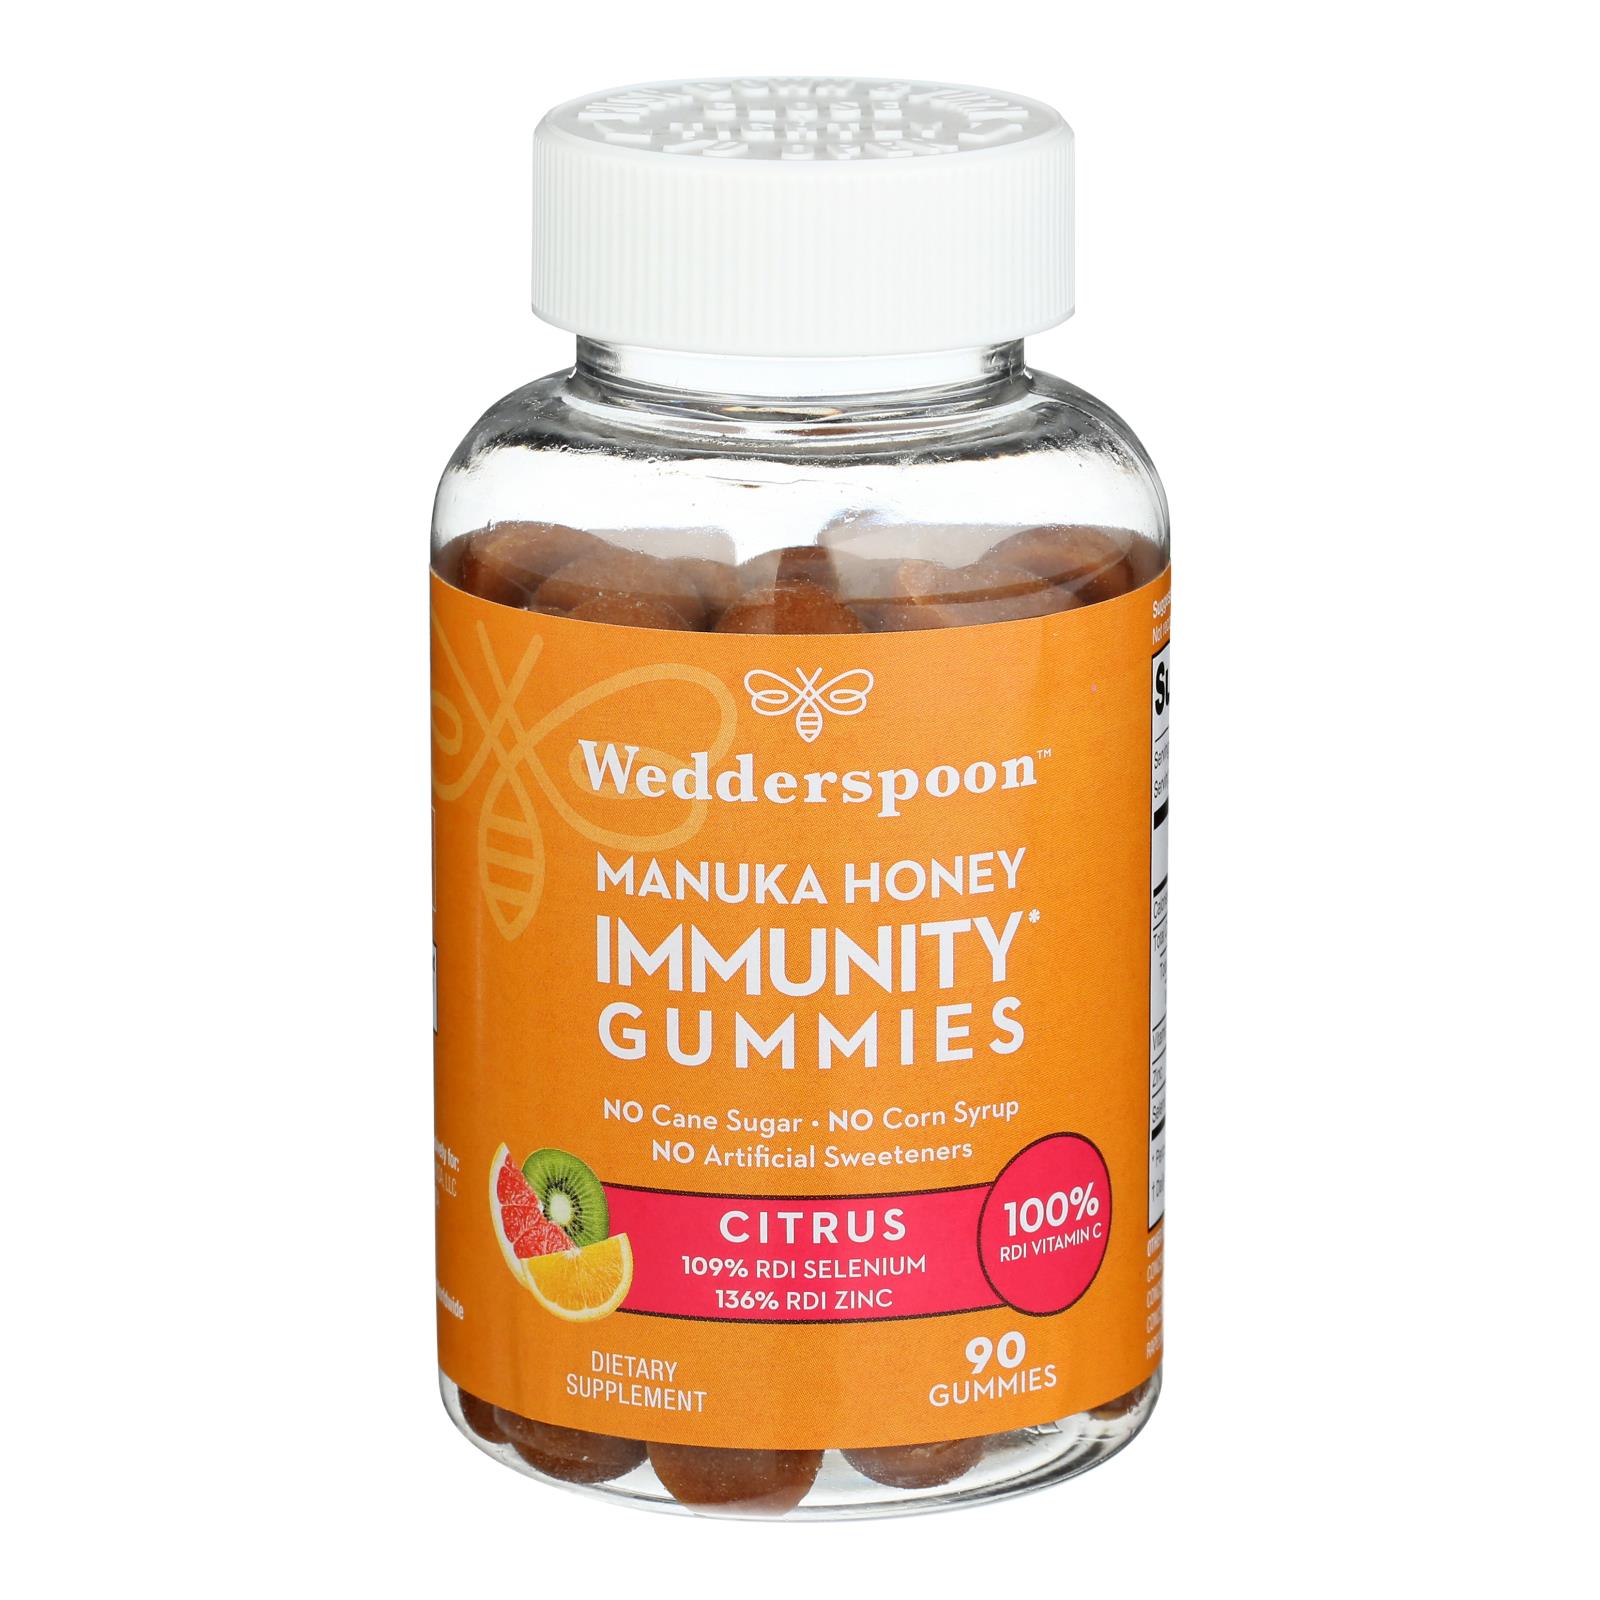 Wedderspoon™
MANUKA HONEY
IMMUNITY*
GUMMIES
NO Cane Sugar • NO Corn Syrup
NO Artificial Sweeteners
CITRUS
109% RDI SELENIUM
136% RDI ZINC
100%
RDI VITAMIN C
DIETARY
SUPPLEMENT
90
GUMMIES